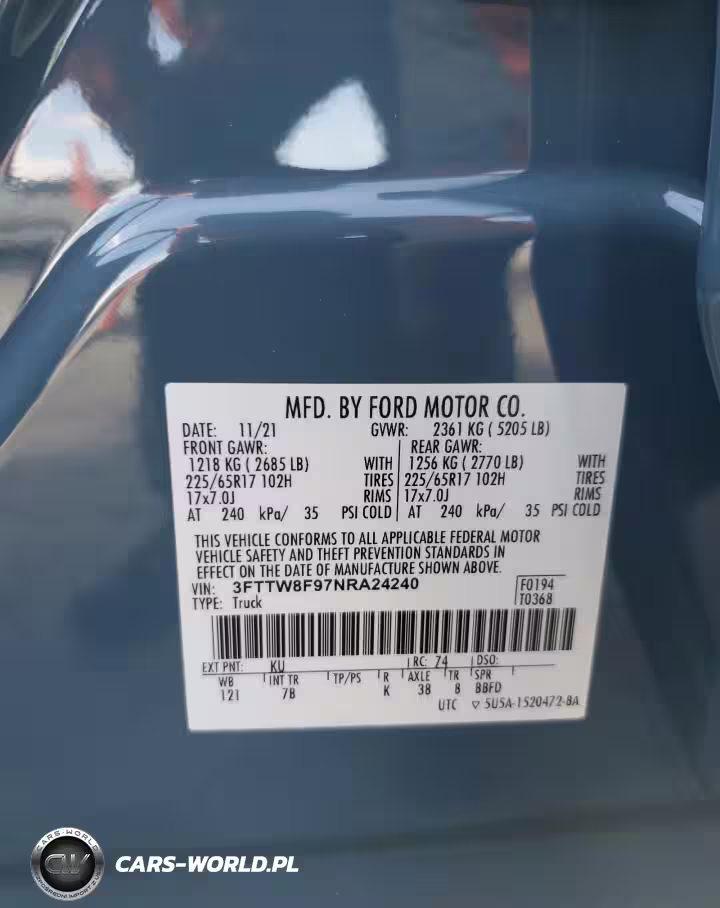 MFD. BY FORD MOTOR CO.
DATE: 11/21 GVWR: 2361 KG ( 5205 LB)
FRONT GAWR: REAR GAWR:
1218 KG ( 2685 LB) WITH 1256 KG ( 2770 LB) WITH
225/65R17 102H TIRES 225/65R17 102H TIRES
17x7.0J RIMS 17x7.0J RIMS
AT 240 kPa/ 35 PSI COLD AT 240 kPa/ 35 PSI COLD
THIS VEHICLE CONFORMS TO ALL APPLICABLE FEDERAL MOTOR
VEHICLE SAFETY AND THEFT PREVENTION STANDARDS IN
EFFECT ON THE DATE OF MANUFACTURE SHOWN ABOVE.
VIN: 3FTTW8F97NRA24240 F0194
TYPE: Truck T0368
EXT PNT: KU RC: 74 DSO:
WB INT TR TP/PS R AXLE TR SPR
121 7B K 38 8 BBFD
UTC ▽ 5U5A-1520472-BA
CARS-WORLD
CW
CARS-WORLD.PL